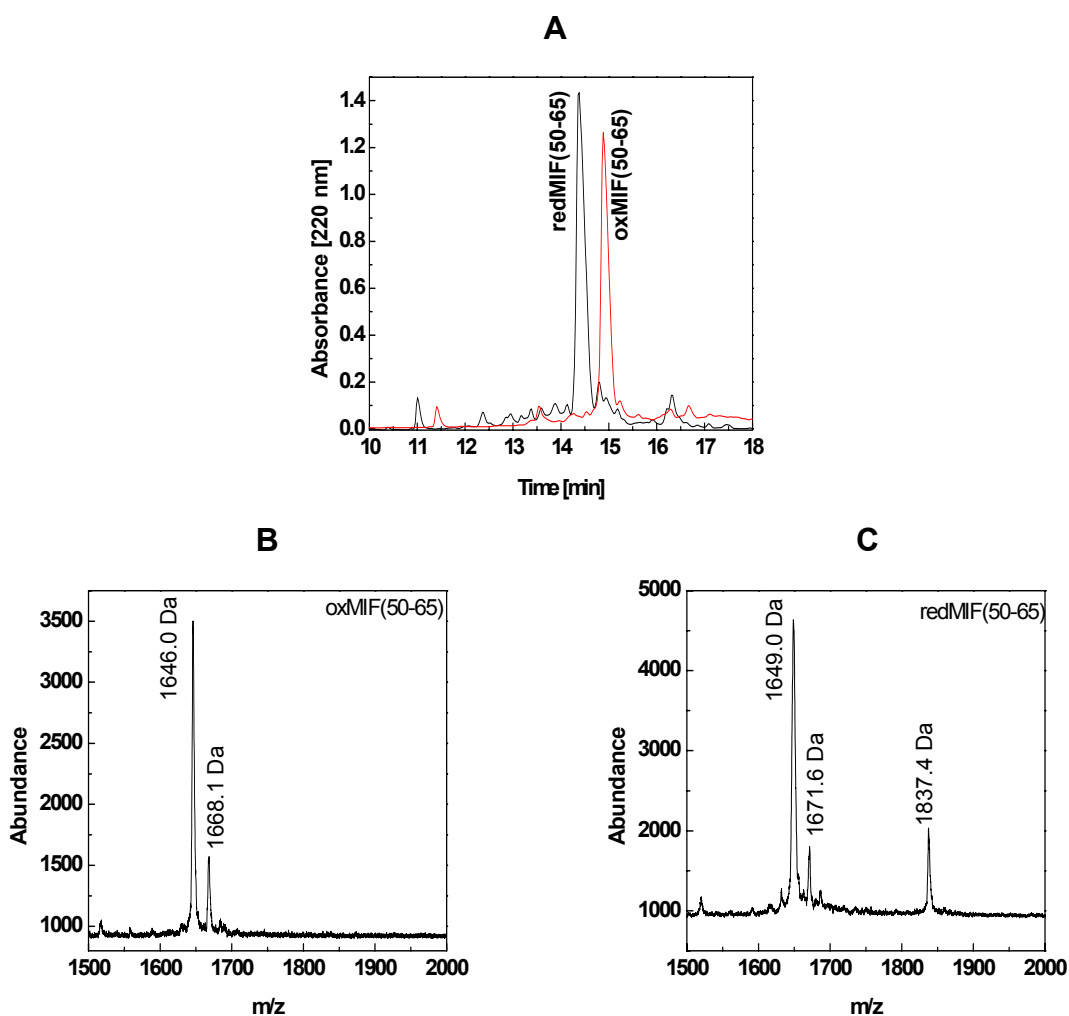 A
Absorbance [220 nm]
1.4
1.2
1.0
0.8
0.6
0.4
0.2
0.0
redMIF(50-65)
oxMIF(50-65)
10 11 12 13 14 15 16 17 18
Time [min]
B
Abundance
3500
3000
2500
2000
1500
1000
oxMIF(50-65)
1646.0 Da
1668.1 Da
1500 1600 1700 1800 1900 2000
m/z
C
Abundance
5000
4000
3000
2000
1000
redMIF(50-65)
1649.0 Da
1671.6 Da
1837.4 Da
1500 1600 1700 1800 1900 2000
m/z